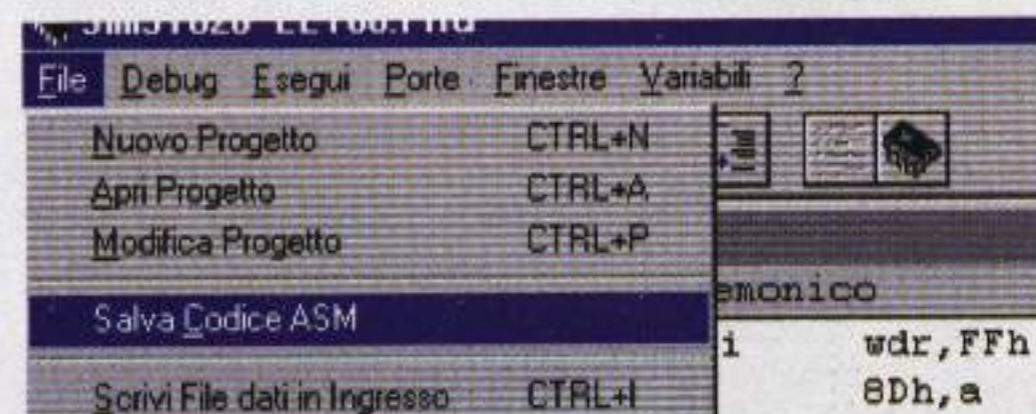 File Debug Esegui Porte Finestre Variabili ?
Nuovo Progetto CTRL+N
Apri Progetto CTRL+A
Modifica Progetto CTRL+P
emonico
Salva Codice ASM
i wdr,FFh
Scrivi File dati in Ingresso CTRL+I
8Dh,a